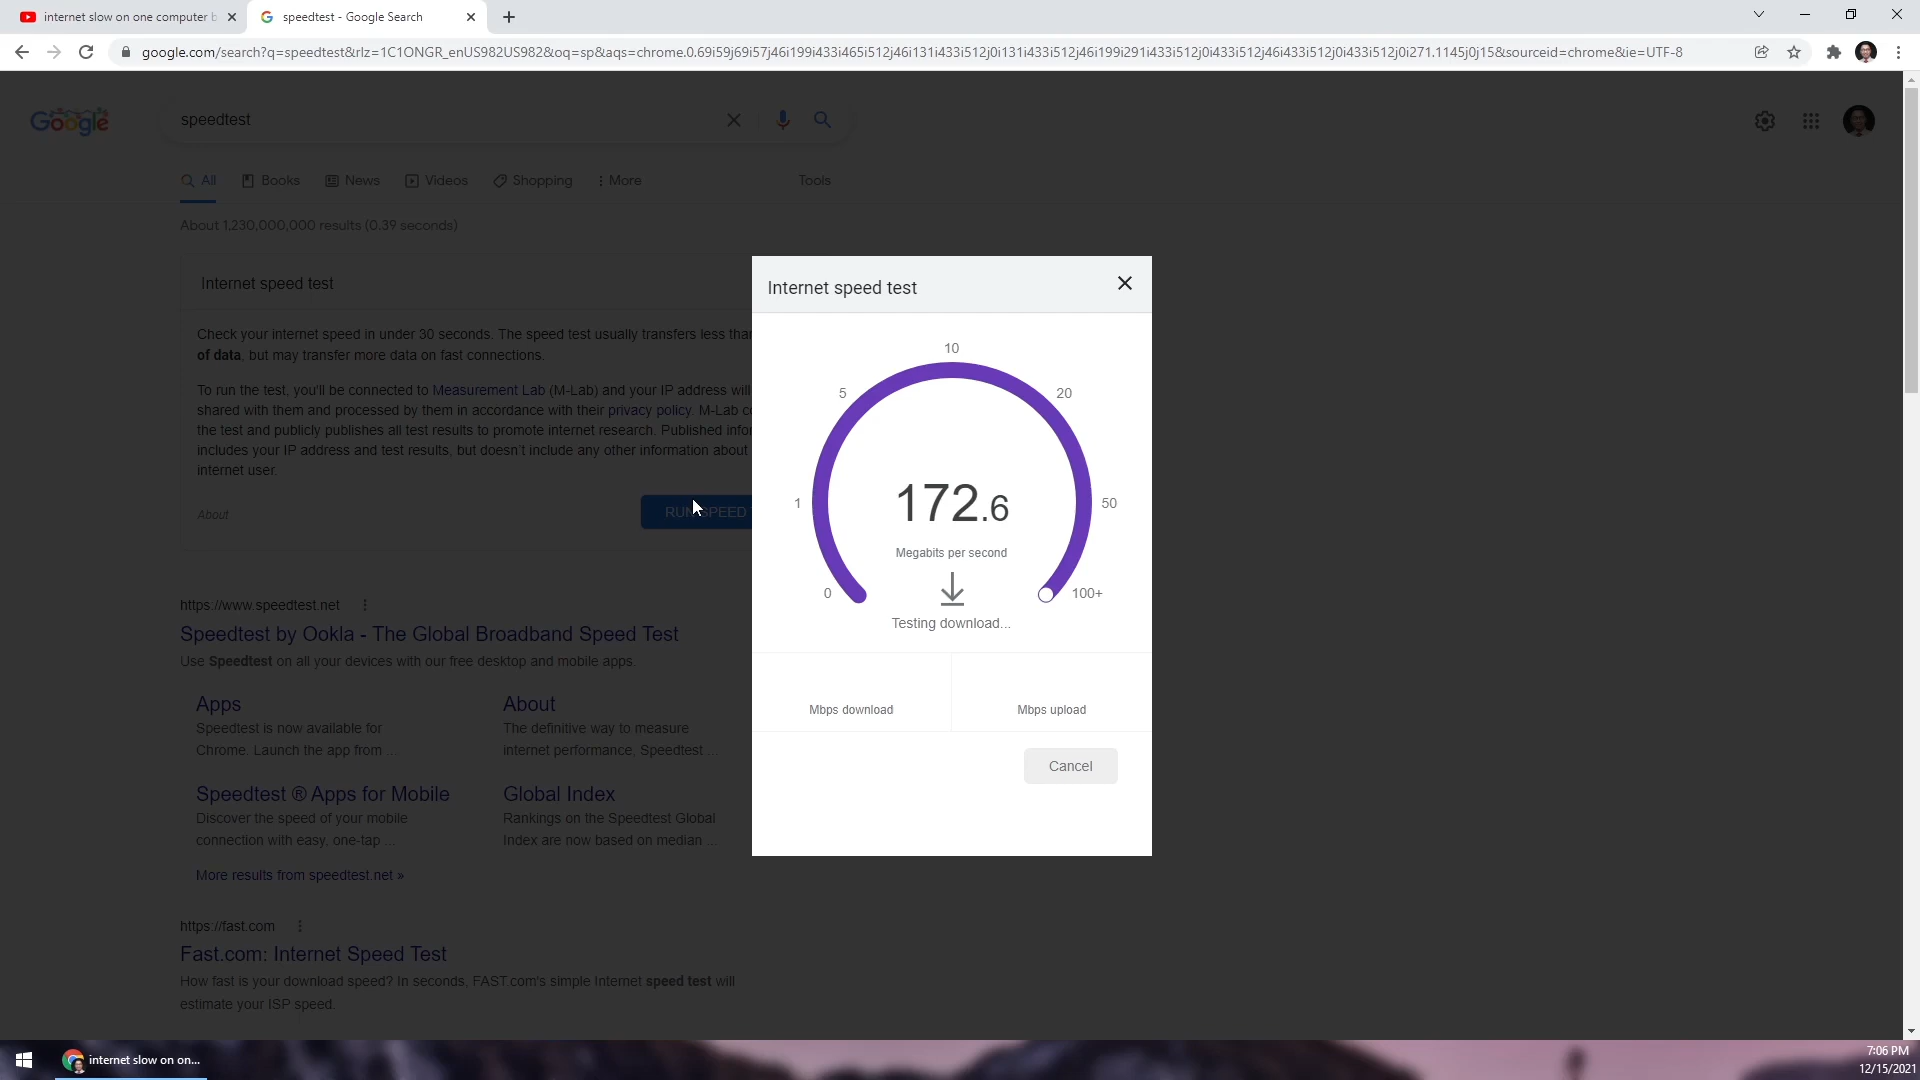 internet slow on one computer b
speedtest - Google Search
google.com/search?q=speedtest&rlz=1C1ONGR_enUS982US982&oq=sp&aqs=chrome.0.69i59j69i57j46i199i433i465i512j46i131i433i512j0i131i433i512j46i199i291i433i512j0i433i512j46i433i512j0i433i512j0i271.1145j0j15&sourceid=chrome&ie=UTF-8
Google
speedtest
All
Books
News
Videos
Shopping
More
Tools
About 1,230,000,000 results (0.39 seconds)
Internet speed test
Check your internet speed in under 30 seconds. The speed test usually transfers less than
of data, but may transfer more data on fast connections.
To run the test, you'll be connected to Measurement Lab (M-Lab) and your IP address will
shared with them and processed by them in accordance with their privacy policy. M-Lab co
the test and publicly publishes all test results to promote internet research. Published infor
includes your IP address and test results, but doesn't include any other information about
internet user.
About
RUN SPEED
https://www.speedtest.net
Speedtest by Ookla - The Global Broadband Speed Test
Use Speedtest on all your devices with our free desktop and mobile apps.
Apps
Speedtest is now available for
Chrome. Launch the app from ...
About
The definitive way to measure
internet performance, Speedtest ...
Speedtest ® Apps for Mobile
Discover the speed of your mobile
connection with easy, one-tap ...
Global Index
Rankings on the Speedtest Global
Index are now based on median ...
More results from speedtest.net »
https://fast.com
Fast.com: Internet Speed Test
How fast is your download speed? In seconds, FAST.com's simple Internet speed test will
estimate your ISP speed.
Internet speed test
10
5
20
1
172.6
50
Megabits per second
0
100+
Testing download...
Mbps download
Mbps upload
Cancel
internet slow on on...
7:06 PM
12/15/2021